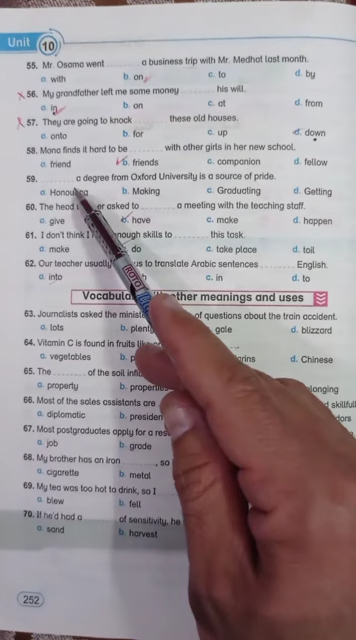 Unit 10
55. Mr. Osama went ........ a business trip with Mr. Medhat last month.
a. with b. on c. to d. by
56. My grandfather left me some money ........ his will.
a. in b. on c. at d. from
57. They are going to knock ........ these old houses.
a. onto b. for c. up d. down
58. Mona finds it hard to be ........ with other girls in her new school.
a. friend b. friends c. companion d. fellow
59. ........ a degree from Oxford University is a source of pride.
a. Honouring b. Making c. Graduating d. Getting
60. The head er asked to ........ a meeting with the teaching staff.
a. give b. have c. make d. happen
61. I don't think I nough skills to ........ this task.
a. make do c. take place d. toil
62. Our teacher usually us to translate Arabic sentences ........ English.
a. into c. in d. to
Vocabula ther meanings and uses
63. Journalists asked the minist of questions about the train accident.
a. lots b. plent gale d. blizzard
64. Vitamin C is found in fruits li
a. vegetables b. p rins d. Chinese
65. The ........ of the soil infl
a. property b. properties longing
66. Most of the sales assistants are d skillful
a. diplomatic b. presiden dors
67. Most postgraduates apply for a res
a. job b. grade
68. My brother has an iron ........, so
a. cigarette b. metal
69. My tea was too hot to drink, so I
a. blew b. fell
70. If he'd had a ........ of sensitivity, he
a. sand b. harvest
252
ROTO